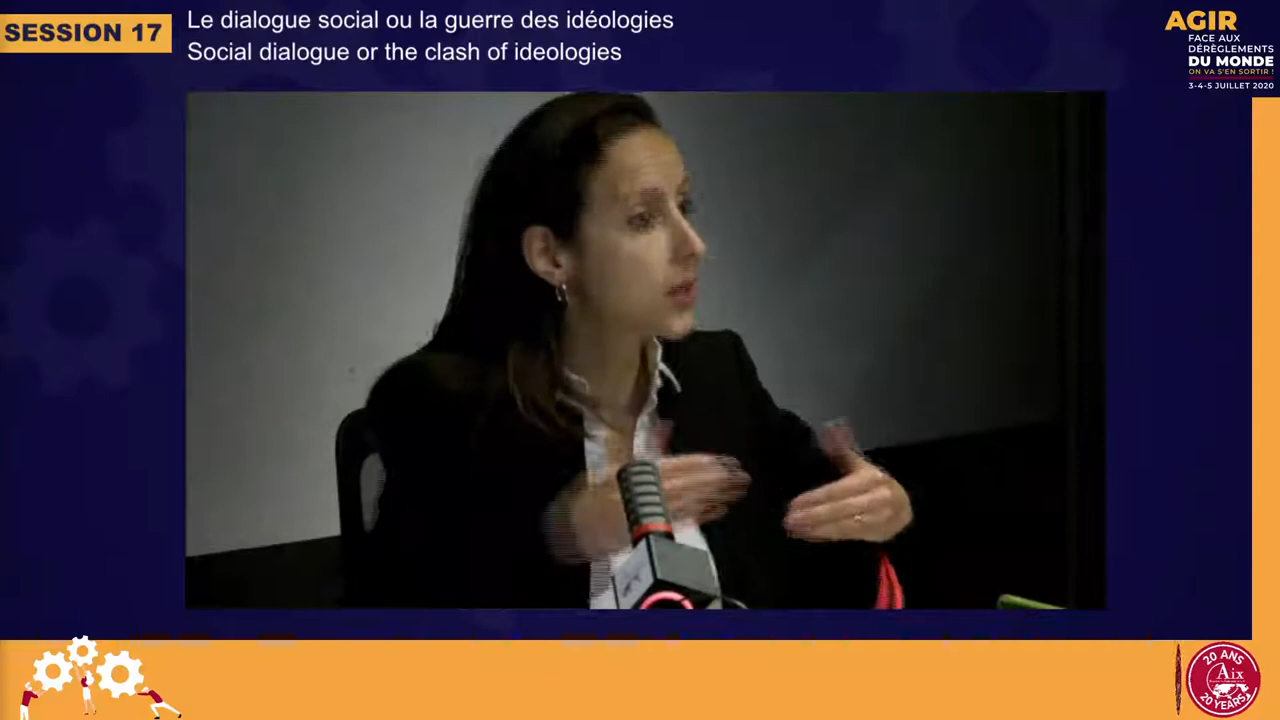 SESSION 17
Le dialogue social ou la guerre des idéologies
Social dialogue or the clash of ideologies
AGIR
FACE AUX
DÉRÈGLEMENTS
DU MONDE
ON VA S'EN SORTIR !
3-4-5 JUILLET 2020
20 ANS
Aix
20 YEARS